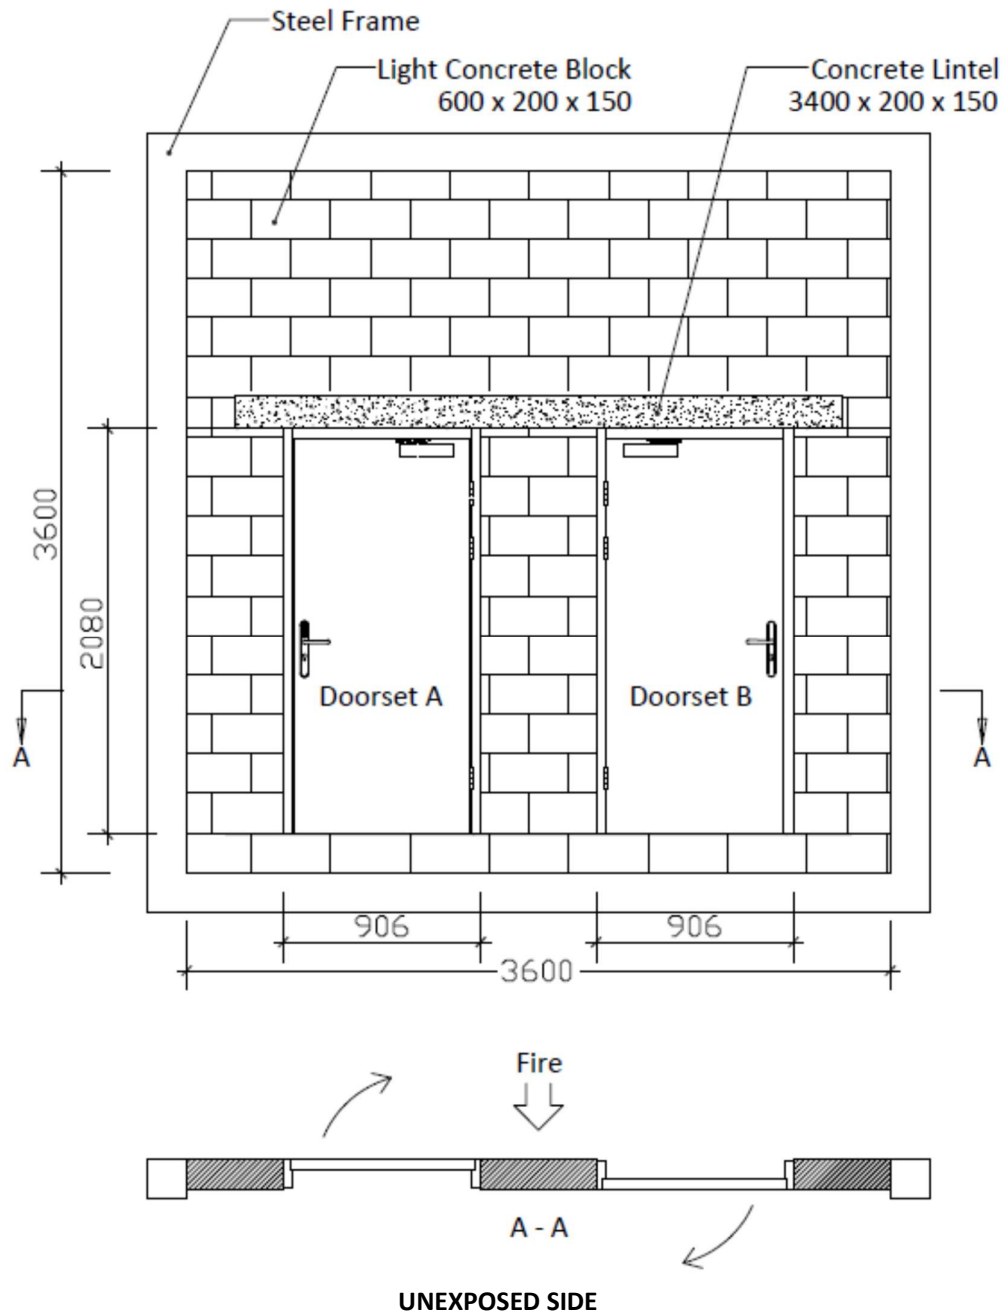 Steel Frame
Light Concrete Block
600 x 200 x 150
Concrete Lintel
3400 x 200 x 150
3600
2080
Doorset A
Doorset B
A
A
906
906
3600
Fire
A - A
UNEXPOSED SIDE